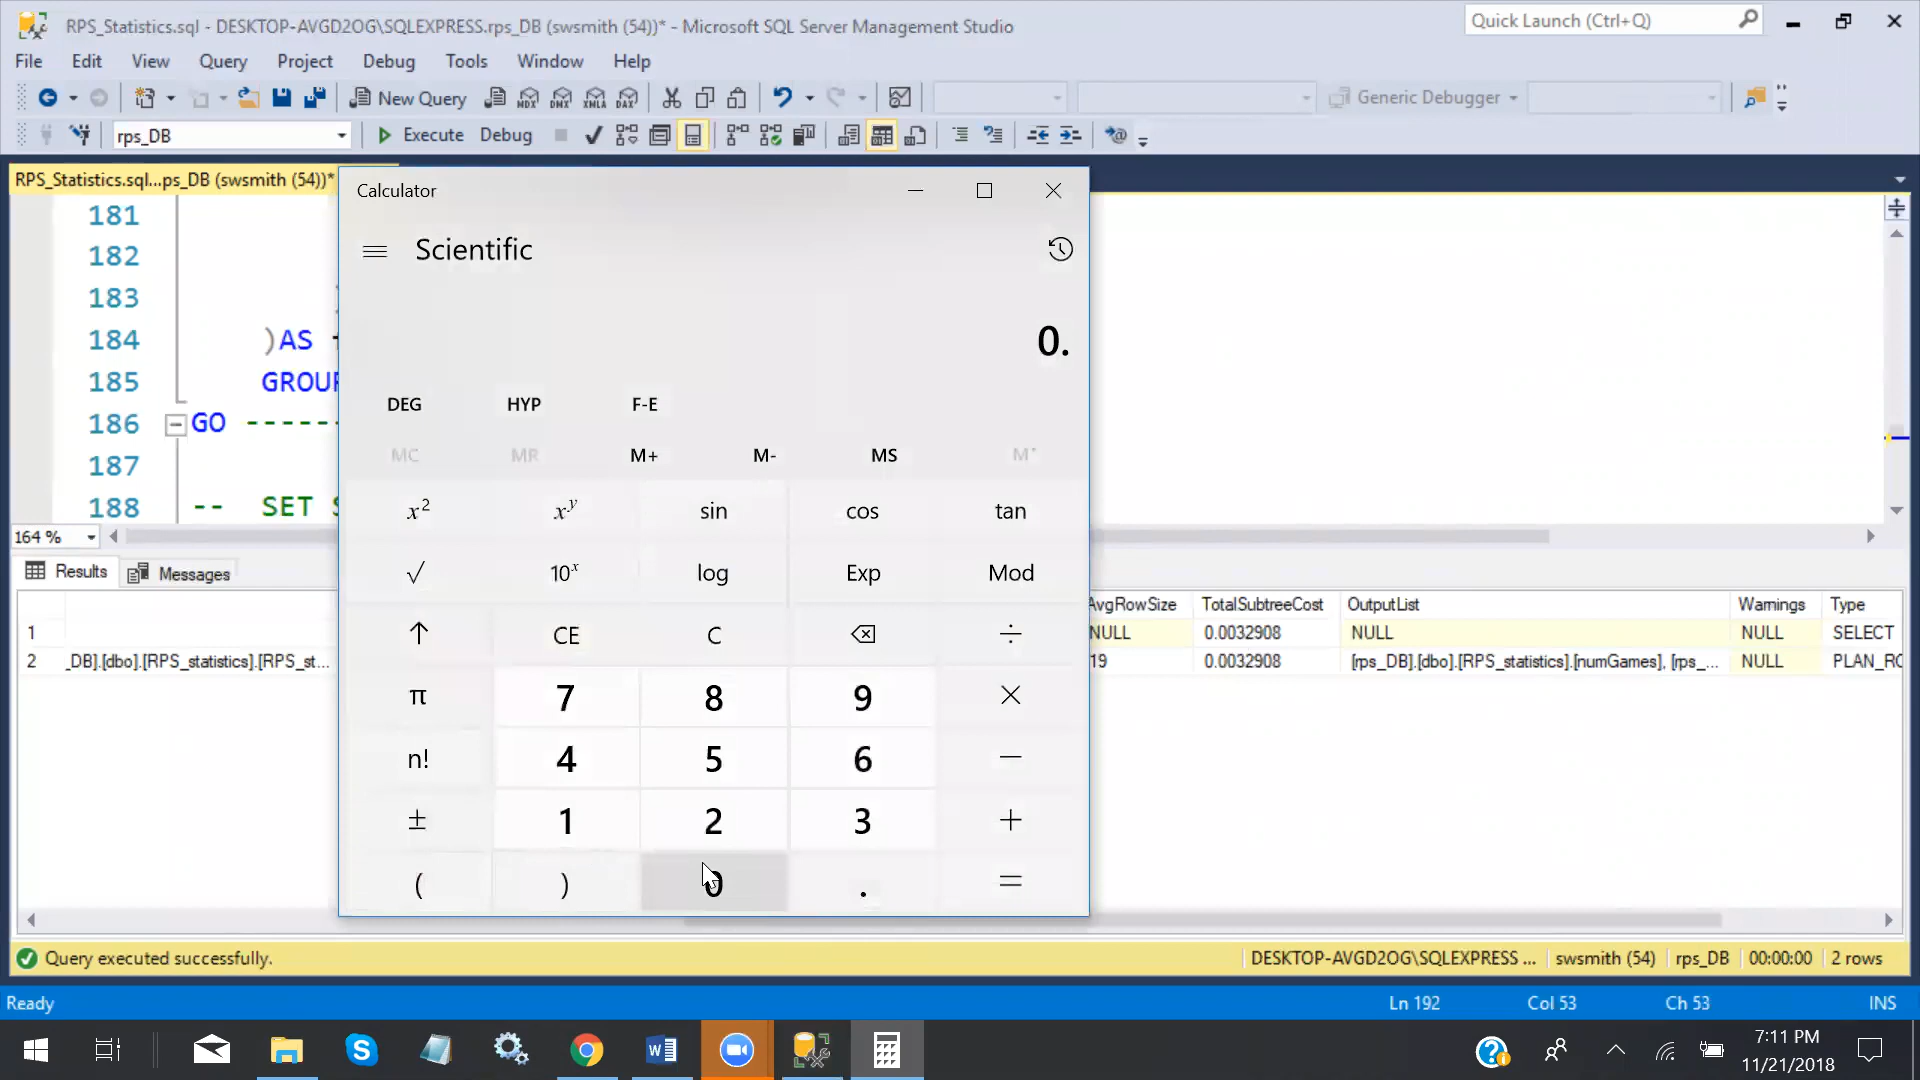 RPS_Statistics.sql - DESKTOP-AVGD2OG\SQLEXPRESS.rps_DB (swsmith (54))* - Microsoft SQL Server Management Studio
Quick Launch (Ctrl+Q)
File Edit View Query Project Debug Tools Window Help
New Query
MDX DMX XMLA DAX
Generic Debugger
rps_DB
Execute Debug
RPS_Statistics.sql...ps_DB (swsmith (54))*
Calculator
Scientific
0.
DEG HYP F-E
MC MR M+ M- MS M
x² xʸ sin cos tan
√ 10ˣ log Exp Mod
↑ CE C ⌫ ÷
π 7 8 9 ×
n! 4 5 6 −
± 1 2 3 +
( ) 0 . =
181
182
183
184 )AS
185 GROUP
186 GO ------
187
188 -- SET S
164 %
Results Messages
AvgRowSize TotalSubtreeCost OutputList Warnings Type
1 NULL 0.0032908 NULL NULL SELECT
2 _DB].[dbo].[RPS_statistics].[RPS_st... 19 0.0032908 [rps_DB].[dbo].[RPS_statistics].[numGames], [rps_... NULL PLAN_RO
Query executed successfully.
DESKTOP-AVGD2OG\SQLEXPRESS ... swsmith (54) rps_DB 00:00:00 2 rows
Ready
Ln 192 Col 53 Ch 53 INS
7:11 PM
11/21/2018